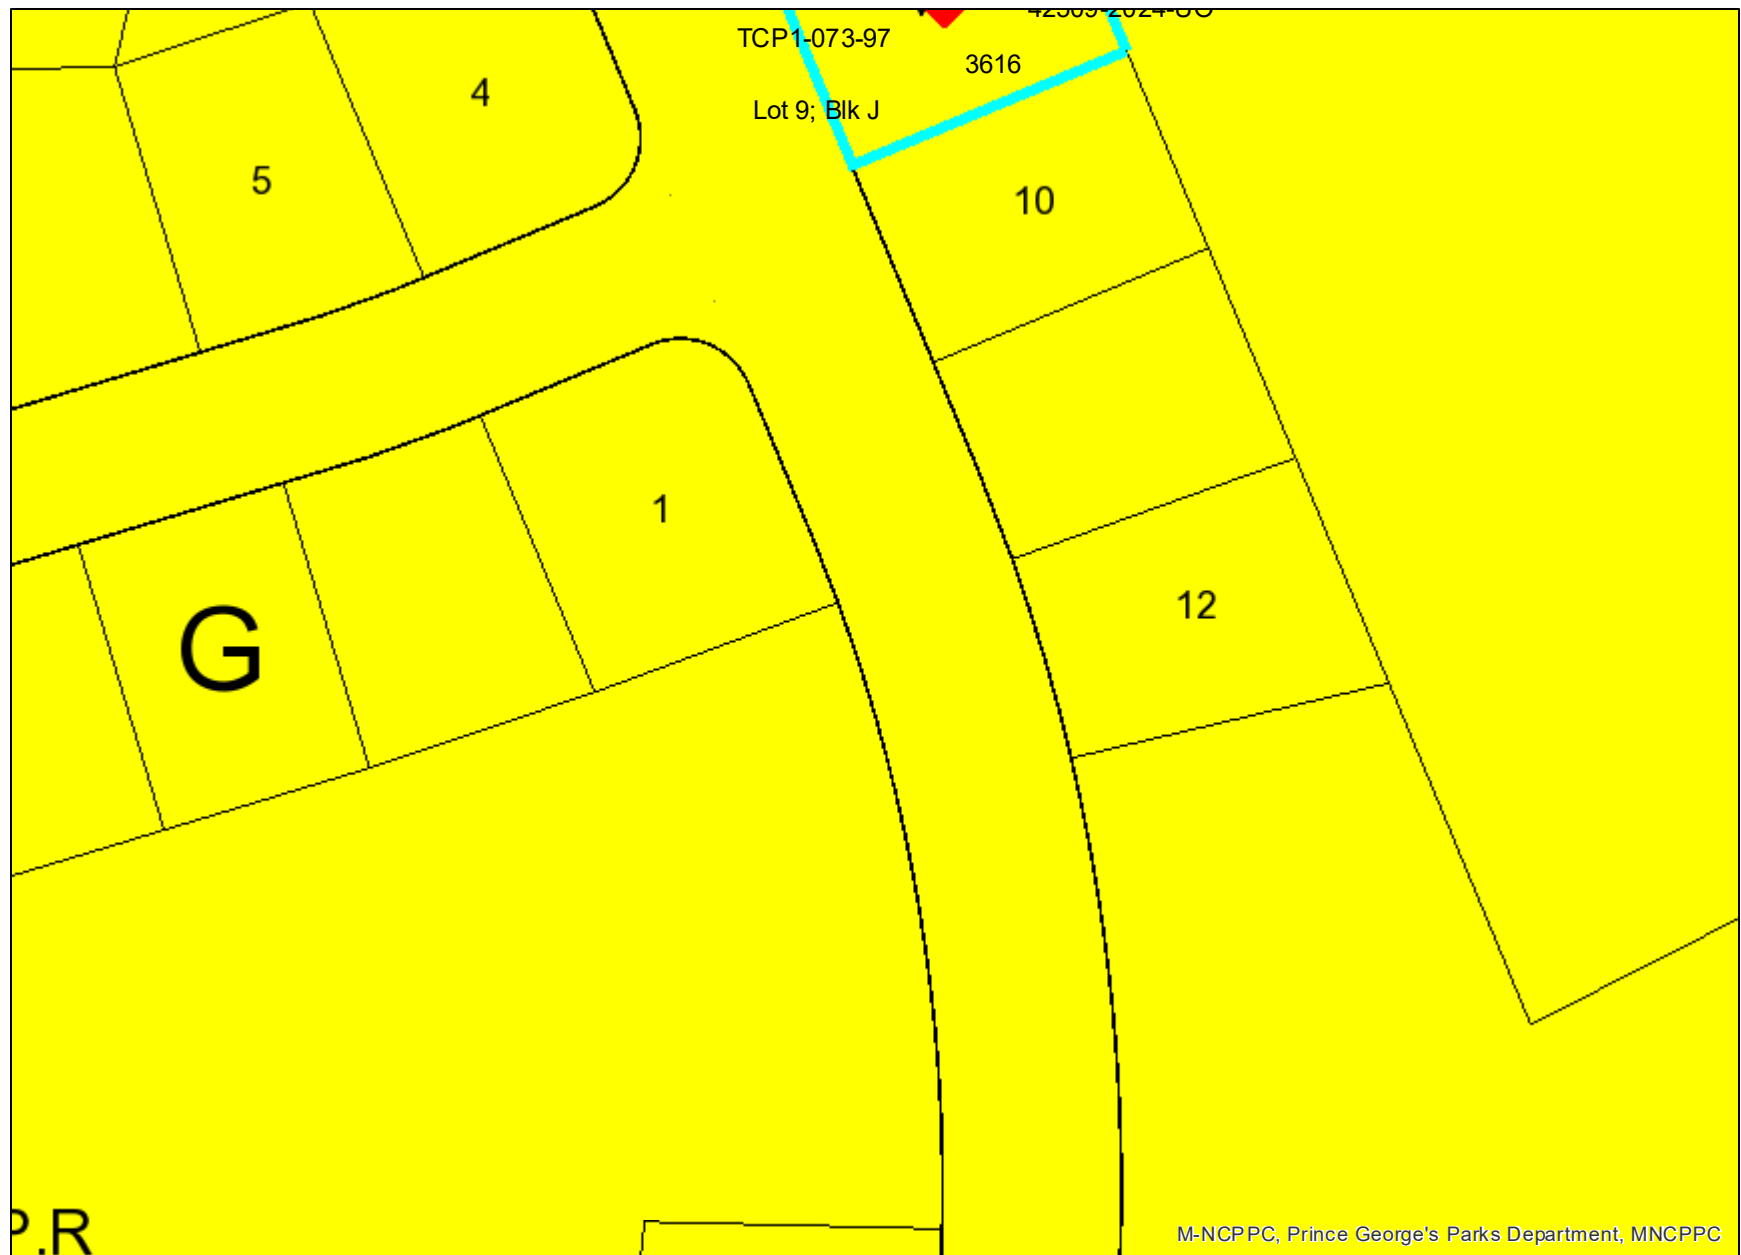 TCP1-073-97
3616
Lot 9; Blk J
4
5
10
1
12
G
P.R
M-NCPPC, Prince George's Parks Department, MNCPPC